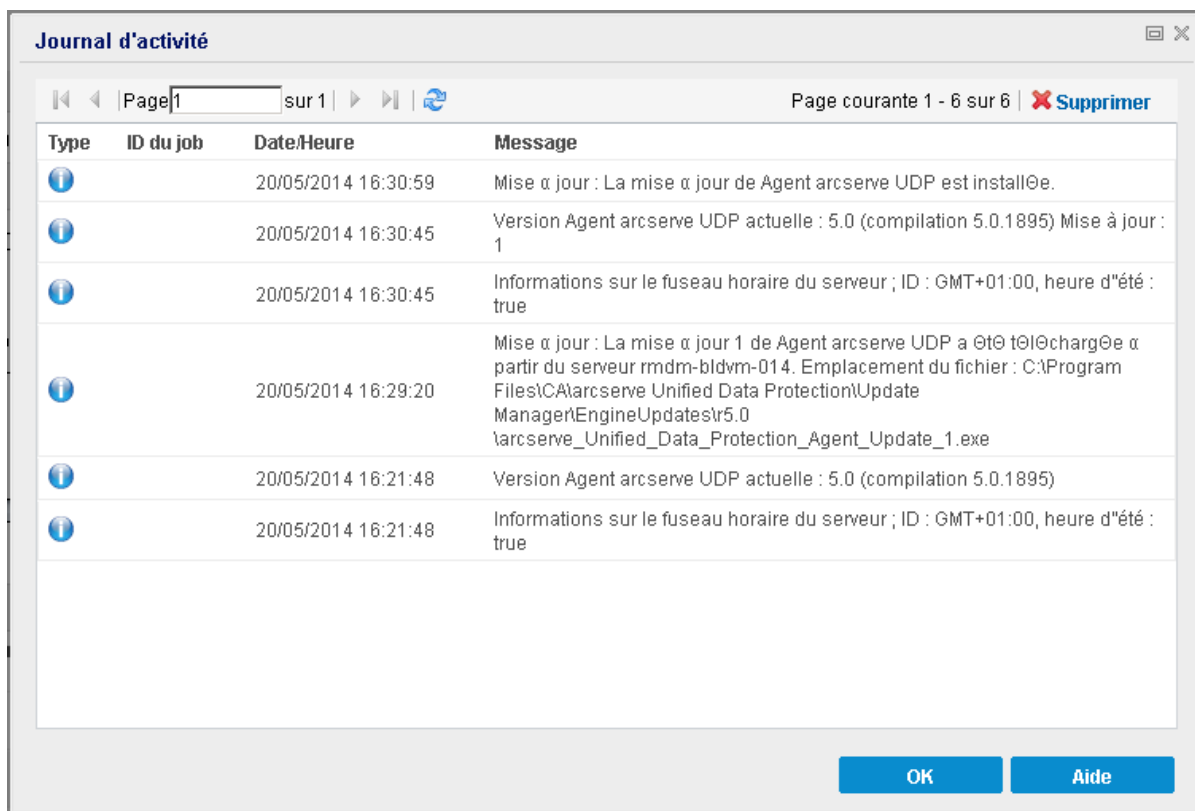 Journal d'activité
Page 1 sur 1 Page courante 1 - 6 sur 6 Supprimer
Type ID du job Date/Heure Message
20/05/2014 16:30:59 Mise α jour : La mise α jour de Agent arcserve UDP est installΘe.
20/05/2014 16:30:45 Version Agent arcserve UDP actuelle : 5.0 (compilation 5.0.1895) Mise à jour :
1
20/05/2014 16:30:45 Informations sur le fuseau horaire du serveur ; ID : GMT+01:00, heure d''été :
true
Mise α jour : La mise α jour 1 de Agent arcserve UDP a ΘtΘ tΘlΘchargΘe α
partir du serveur rmdm-bldvm-014. Emplacement du fichier : C:\Program
20/05/2014 16:29:20 Files\CA\arcserve Unified Data Protection\Update
Manager\EngineUpdates\r5.0
\arcserve_Unified_Data_Protection_Agent_Update_1.exe
20/05/2014 16:21:48 Version Agent arcserve UDP actuelle : 5.0 (compilation 5.0.1895)
20/05/2014 16:21:48 Informations sur le fuseau horaire du serveur ; ID : GMT+01:00, heure d''été :
true
OK Aide